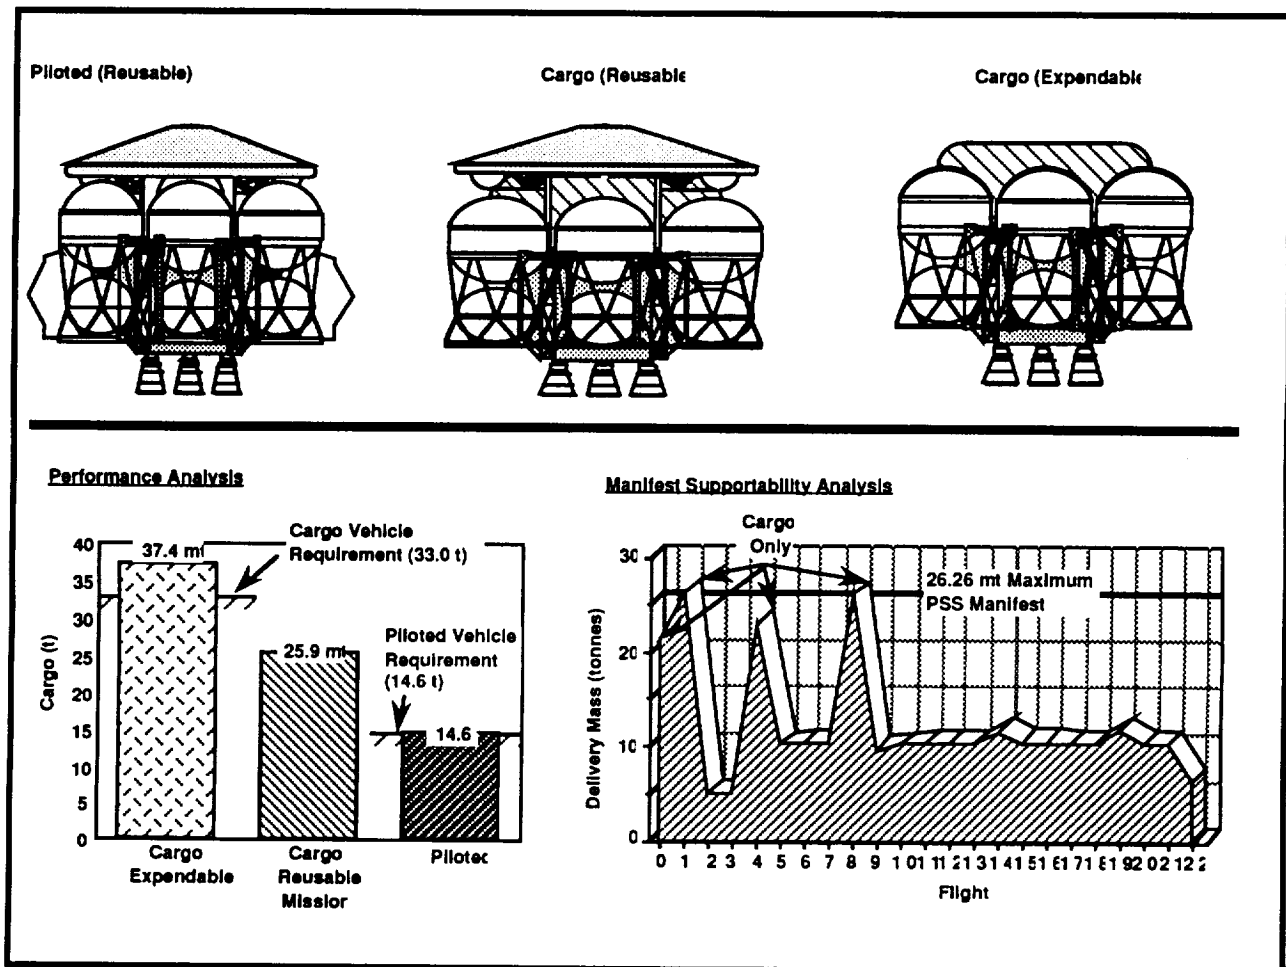 Piloted (Reusable)
Cargo (Reusable
Cargo (Expendable
Performance Analysis
40
35
30
25
20
15
10
5
0
Cargo (t)
37.4 mt
Cargo Vehicle
Requirement (33.0 t)
25.9 mt
Piloted Vehicle
Requirement
(14.6 t)
14.6
Cargo
Expendable
Cargo
Reusable
Mission
Piloted
Manifest Supportability Analysis
Cargo
Only
30
20
10
0
Delivery Mass (tonnes)
26.26 mt Maximum
PSS Manifest
0 1 2 3 4 5 6 7 8 9
Flight